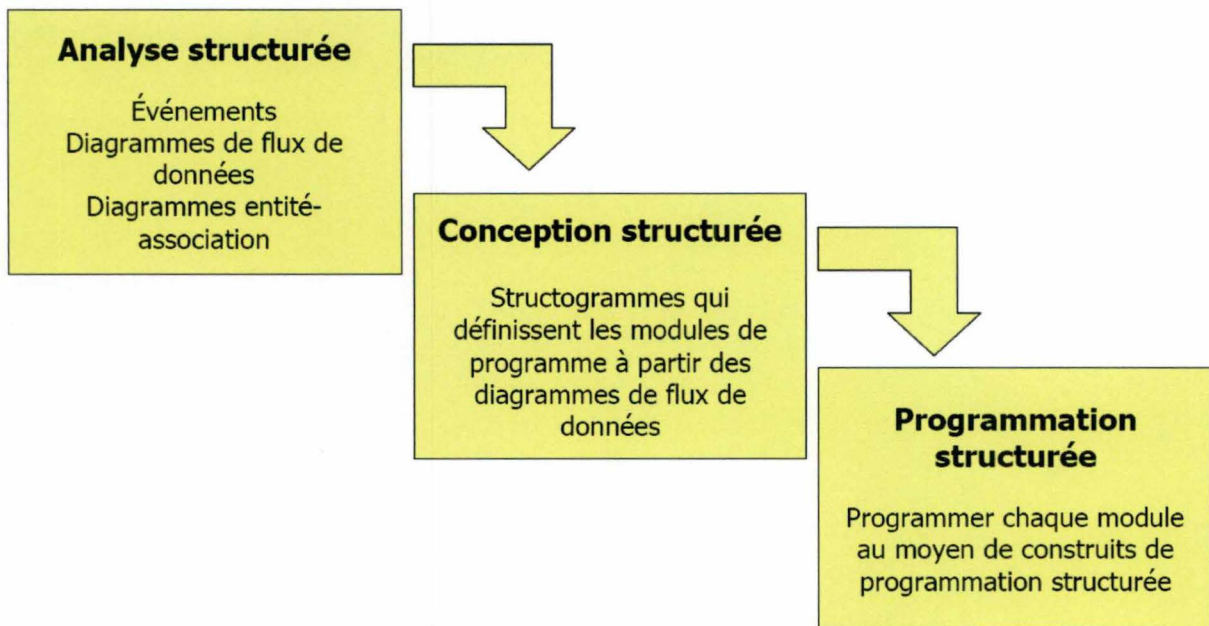 Analyse structurée
Événements
Diagrammes de flux de
données
Diagrammes entité-
association
Conception structurée
Structogrammes qui
définissent les modules de
programme à partir des
diagrammes de flux de
données
Programmation
structurée
Programmer chaque module
au moyen de construits de
programmation structurée